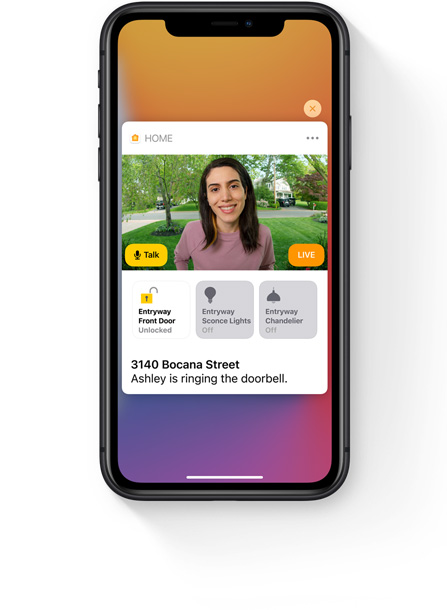 HOME
Talk
LIVE
Entryway
Front Door
Unlocked
Entryway
Sconce Lights
Off
Entryway
Chandelier
Off
3140 Bocana Street
Ashley is ringing the doorbell.